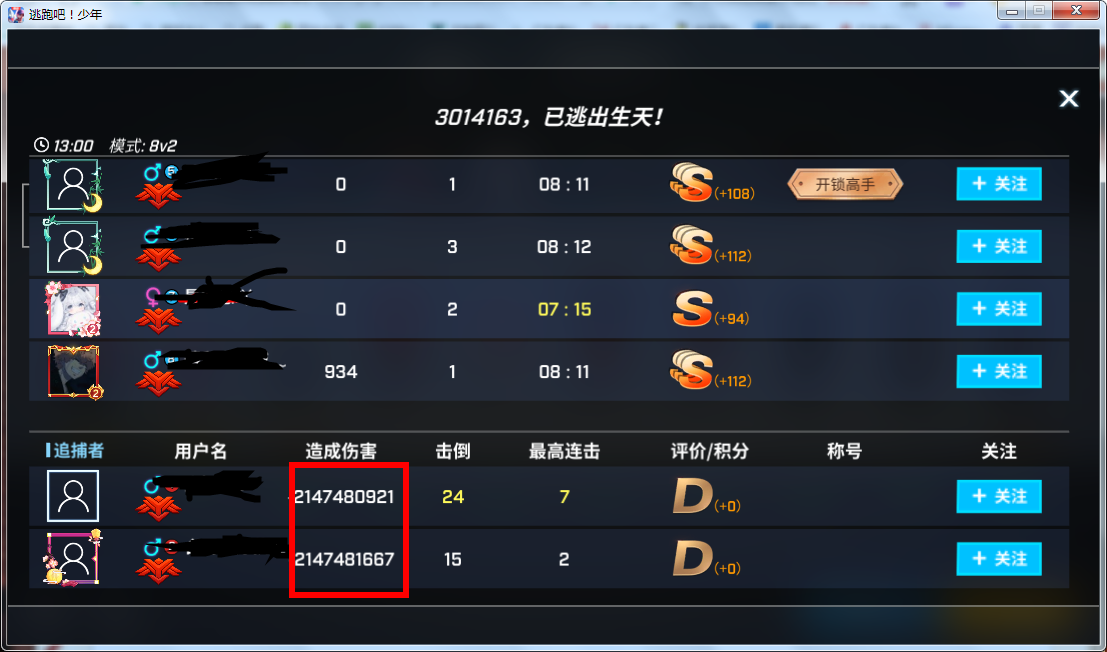 逃跑吧！少年
3014163，已逃出生天！
13:00 模式: 8v2
0 1 08 : 11 S (+108) 开锁高手 + 关注
0 3 08 : 12 S (+112) + 关注
2 0 2 07 : 15 S (+94) + 关注
2 934 1 08 : 11 S (+112) + 关注
追捕者 用户名 造成伤害 击倒 最高连击 评价/积分 称号 关注
-2147480921 24 7 D (+0) + 关注
-2147481667 15 2 D (+0) + 关注